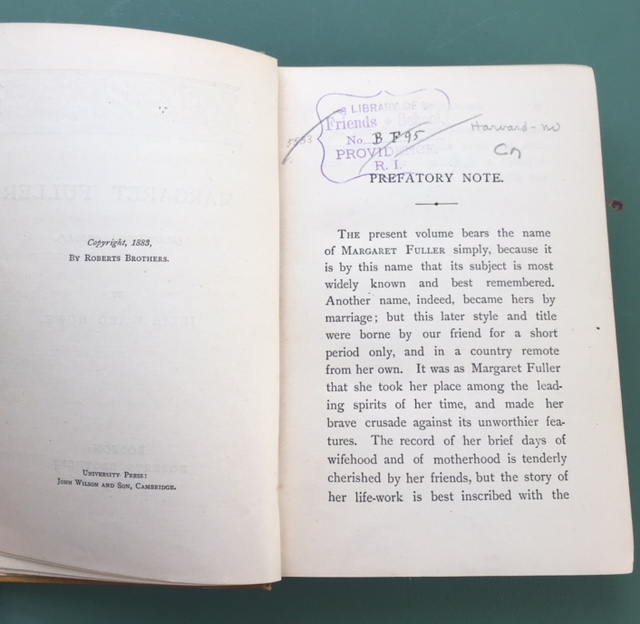 Copyright, 1883,
BY ROBERTS BROTHERS.
UNIVERSITY PRESS:
JOHN WILSON AND SON, CAMBRIDGE.
LIBRARY OF
Friends School
No. B F95
PROVIDENCE
R. I.
Harvard-
PREFATORY NOTE.
THE present volume bears the name
of MARGARET FULLER simply, because it
is by this name that its subject is most
widely known and best remembered.
Another name, indeed, became hers by
marriage; but this later style and title
were borne by our friend for a short
period only, and in a country remote
from her own. It was as Margaret Fuller
that she took her place among the lead-
ing spirits of her time, and made her
brave crusade against its unworthier fea-
tures. The record of her brief days of
wifehood and of motherhood is tenderly
cherished by her friends, but the story of
her life-work is best inscribed with the